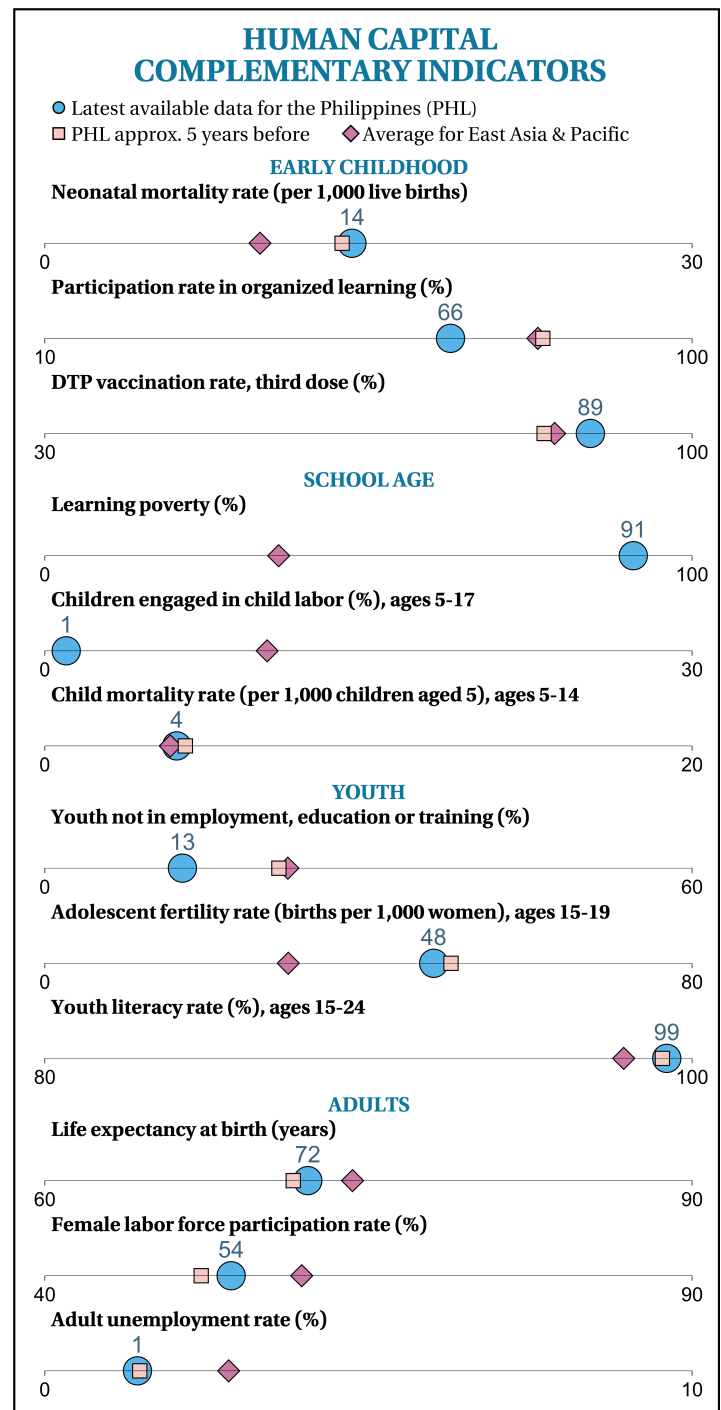 HUMAN CAPITAL
COMPLEMENTARY INDICATORS
Latest available data for the Philippines (PHL)
PHL approx. 5 years before Average for East Asia & Pacific
EARLY CHILDHOOD
Neonatal mortality rate (per 1,000 live births)
14
0 30
Participation rate in organized learning (%)
66
10 100
DTP vaccination rate, third dose (%)
89
30 100
SCHOOL AGE
Learning poverty (%)
91
0 100
Children engaged in child labor (%), ages 5-17
1
0 30
Child mortality rate (per 1,000 children aged 5), ages 5-14
4
0 20
YOUTH
Youth not in employment, education or training (%)
13
0 60
Adolescent fertility rate (births per 1,000 women), ages 15-19
48
0 80
Youth literacy rate (%), ages 15-24
99
80 100
ADULTS
Life expectancy at birth (years)
72
60 90
Female labor force participation rate (%)
54
40 90
Adult unemployment rate (%)
1
0 10